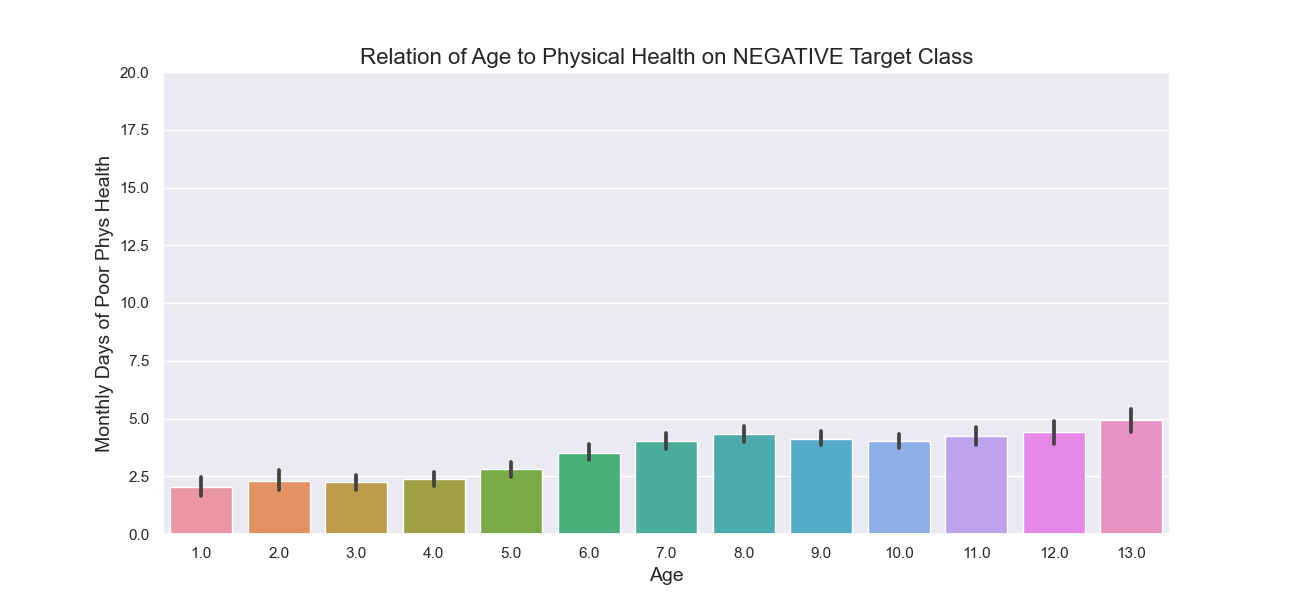 Relation of Age to Physical Health on NEGATIVE Target Class
Monthly Days of Poor Phys Health
20.0
17.5
15.0
12.5
10.0
7.5
5.0
2.5
0.0
1.0 2.0 3.0 4.0 5.0 6.0 7.0 8.0 9.0 10.0 11.0 12.0 13.0
Age